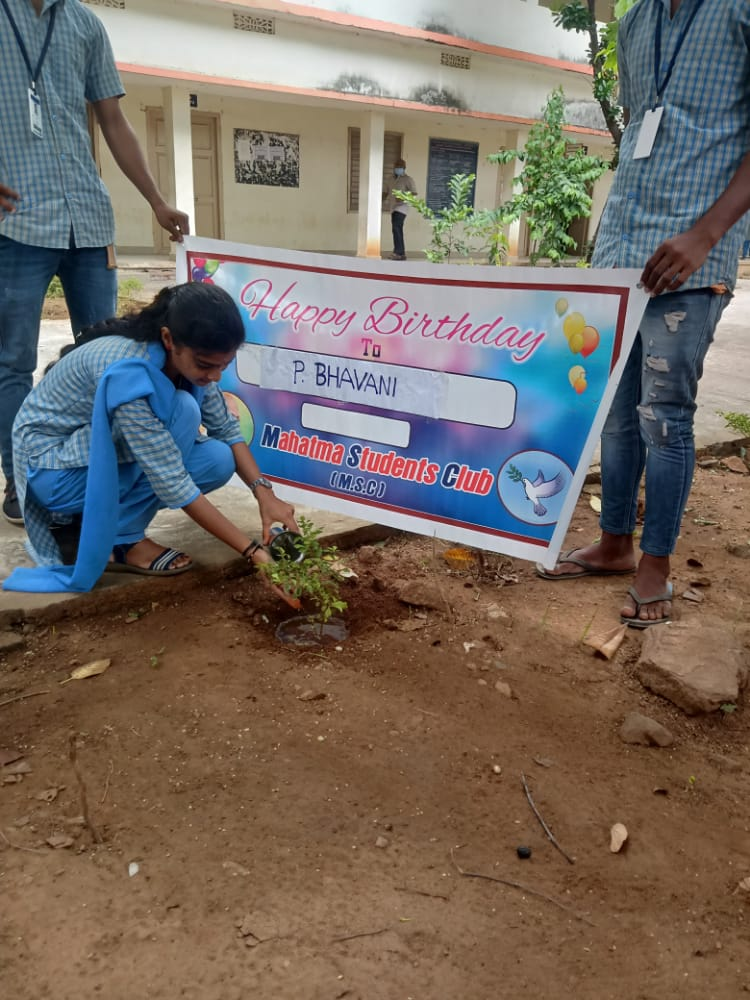 Happy Birthday
To
P. BHAVANI
Mahatma Students Club
(M.S.C)